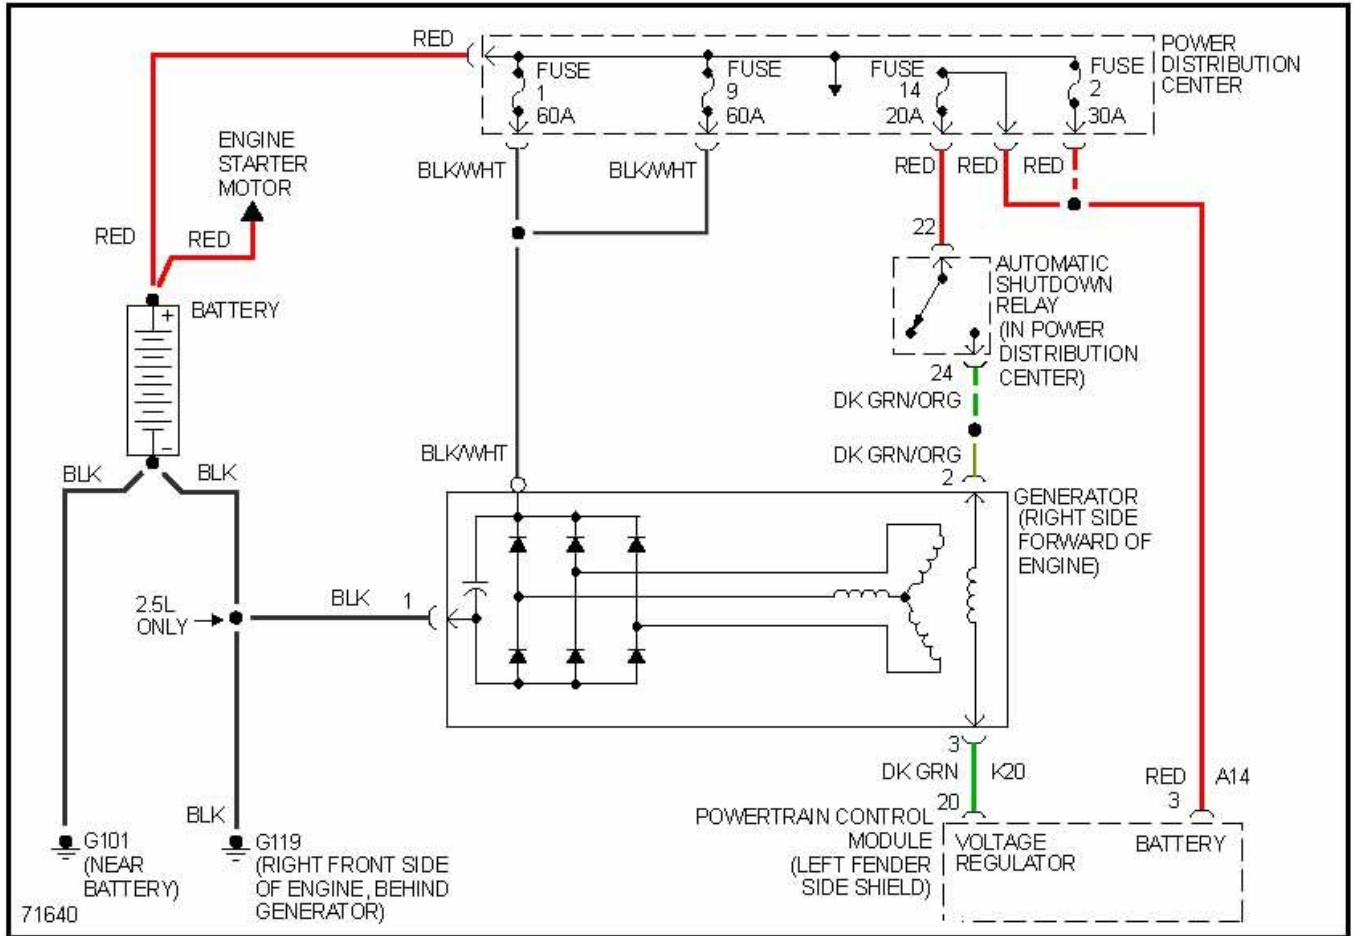 RED
POWER
DISTRIBUTION
CENTER
FUSE
1
60A
FUSE
9
60A
FUSE
14
20A
FUSE
2
30A
BLK/WHT
BLK/WHT
RED
RED
RED
ENGINE
STARTER
MOTOR
RED
RED
22
AUTOMATIC
SHUTDOWN
RELAY
(IN POWER
DISTRIBUTION
CENTER)
BATTERY
+
-
24
DK GRN/ORG
BLK/WHT
DK GRN/ORG
2
BLK
BLK
GENERATOR
(RIGHT SIDE
FORWARD OF
ENGINE)
2.5L
ONLY
BLK
1
3
DK GRN
K20
20
RED
A14
3
BLK
POWERTRAIN CONTROL
MODULE
(LEFT FENDER
SIDE SHIELD)
VOLTAGE
REGULATOR
BATTERY
G101
(NEAR
BATTERY)
G119
(RIGHT FRONT SIDE
OF ENGINE, BEHIND
GENERATOR)
71640